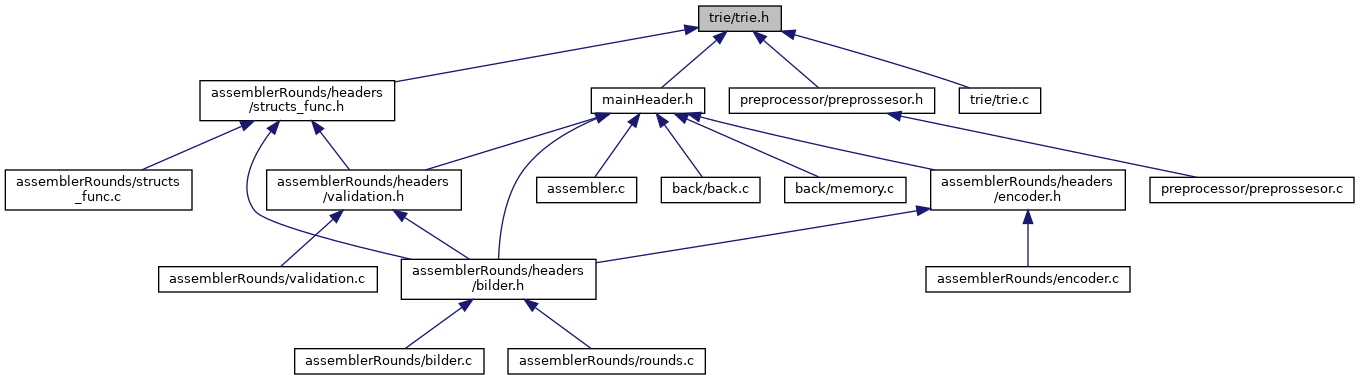 trie/trie.h
assemblerRounds/headers
/structs_func.h
mainHeader.h
preprocessor/preprossesor.h
trie/trie.c
assemblerRounds/structs
_func.c
assemblerRounds/headers
/validation.h
assembler.c
back/back.c
back/memory.c
assemblerRounds/headers
/encoder.h
preprocessor/preprossesor.c
assemblerRounds/validation.c
assemblerRounds/headers
/bilder.h
assemblerRounds/encoder.c
assemblerRounds/bilder.c
assemblerRounds/rounds.c